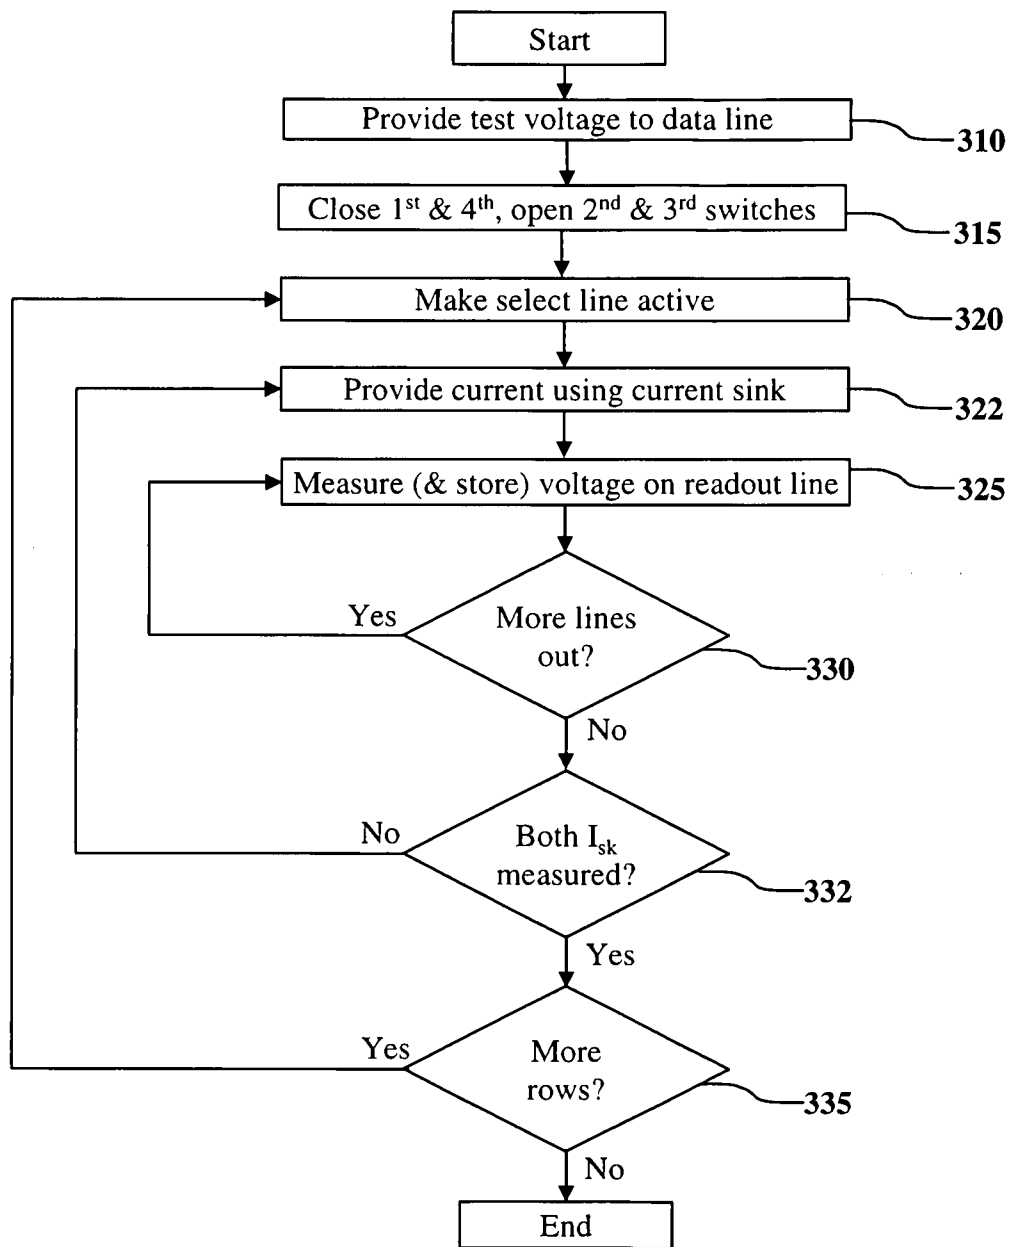 Start
Provide test voltage to data line
310
Close 1st & 4th, open 2nd & 3rd switches
315
Make select line active
320
Provide current using current sink
322
Measure (& store) voltage on readout line
325
Yes
More lines
out?
330
No
No
Both Isk
measured?
332
Yes
Yes
More
rows?
335
No
End